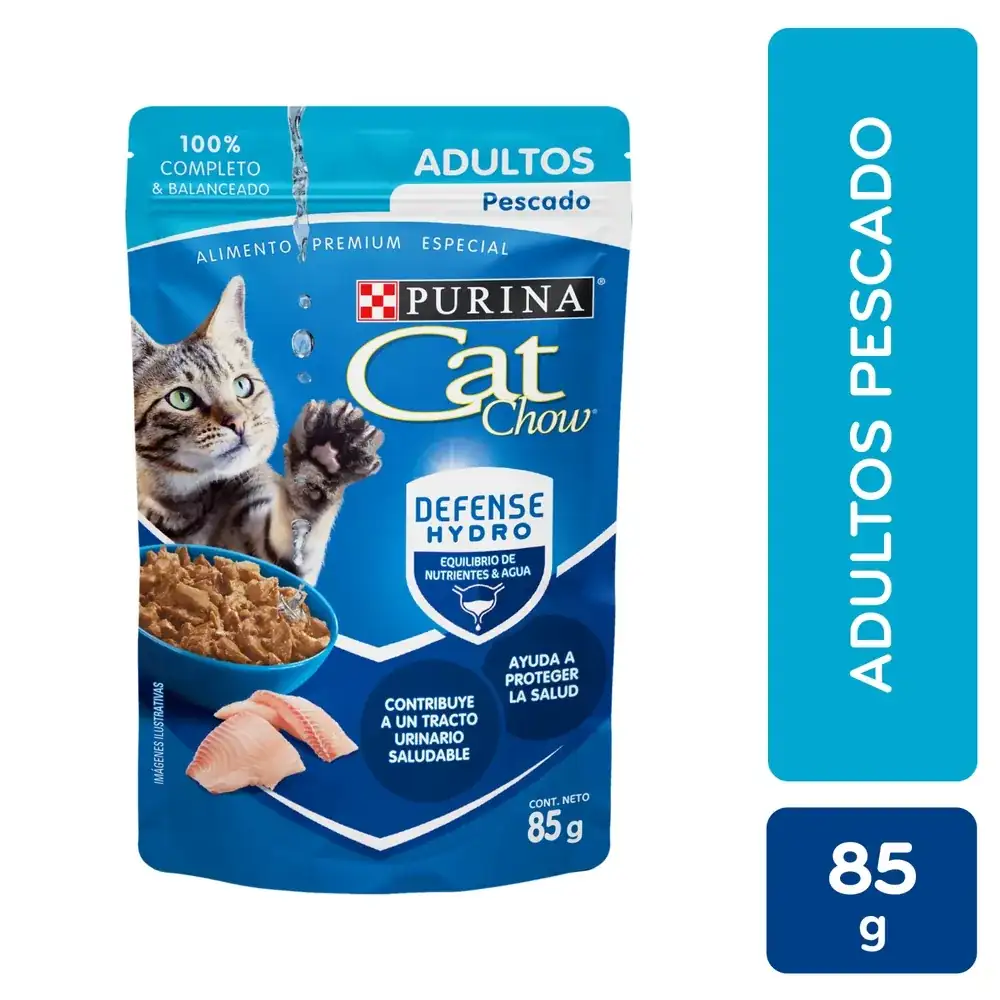 100%
COMPLETO
& BALANCEADO
ADULTOS
Pescado
ALIMENTO PREMIUM ESPECIAL
PURINA®
Cat
Chow®
DEFENSE
HYDRO
EQUILIBRIO DE
NUTRIENTES & AGUA
AYUDA A
PROTEGER
LA SALUD
CONTRIBUYE
A UN TRACTO
URINARIO
SALUDABLE
IMÁGENES ILUSTRATIVAS
CONT. NETO
85 g
ADULTOS PESCADO
85
g